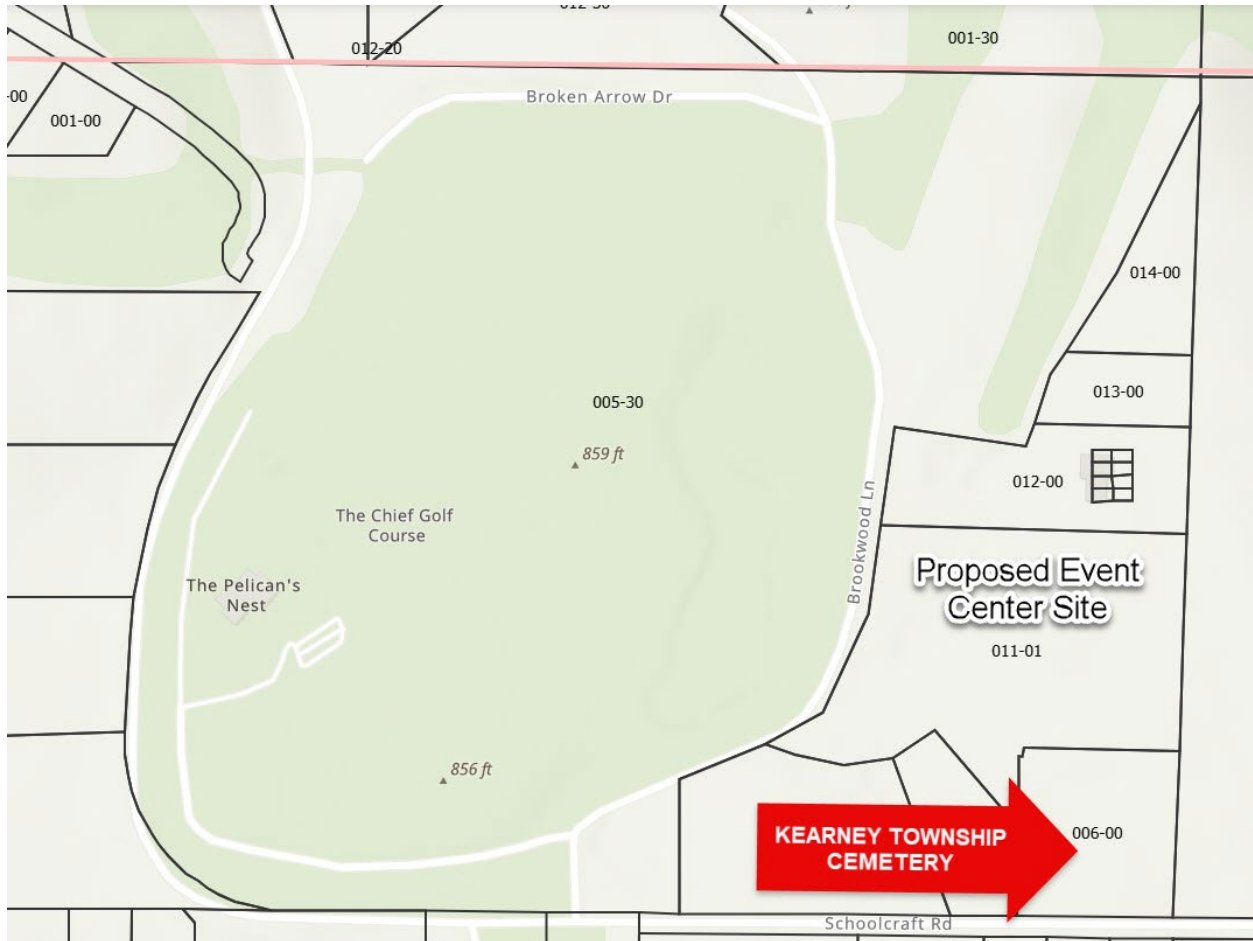 012-20
001-30
-00
001-00
Broken Arrow Dr
014-00
013-00
005-30
859 ft
012-00
The Chief Golf
Course
Brookwood Ln
The Pelican's
Nest
Proposed Event
Center Site
011-01
856 ft
KEARNEY TOWNSHIP
CEMETERY
006-00
Schoolcraft Rd